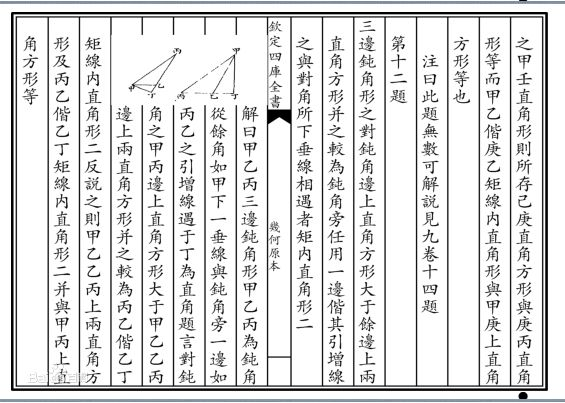 之甲壬直角形則所存己庚直角方形與庚丙直角
形等而甲乙偕庚乙矩線内直角形與甲庚上直角
方形等也
注曰此題無數可解説見九卷十四題
第十二題
三邊鈍角形之對鈍角邊上直角方形大于餘邊上兩
直角方形并之較為鈍角旁任用一邊偕其引增線
之與對角所下垂線相遇者矩内直角形二
欽定四庫全書
幾何原本
解曰甲乙丙三邊鈍角形甲乙丙為鈍角
從餘角如甲下一垂線與鈍角旁一邊如
丙乙之引增線遇于丁為直角題言對鈍
角之甲丙邊上直角方形大于甲乙乙丙
邊上兩直角方形并之較為丙乙偕乙丁
矩線内直角形二反説之則甲乙乙丙上兩直角方
形及丙乙偕乙丁矩線内直角形二并與甲丙上直
角方形等